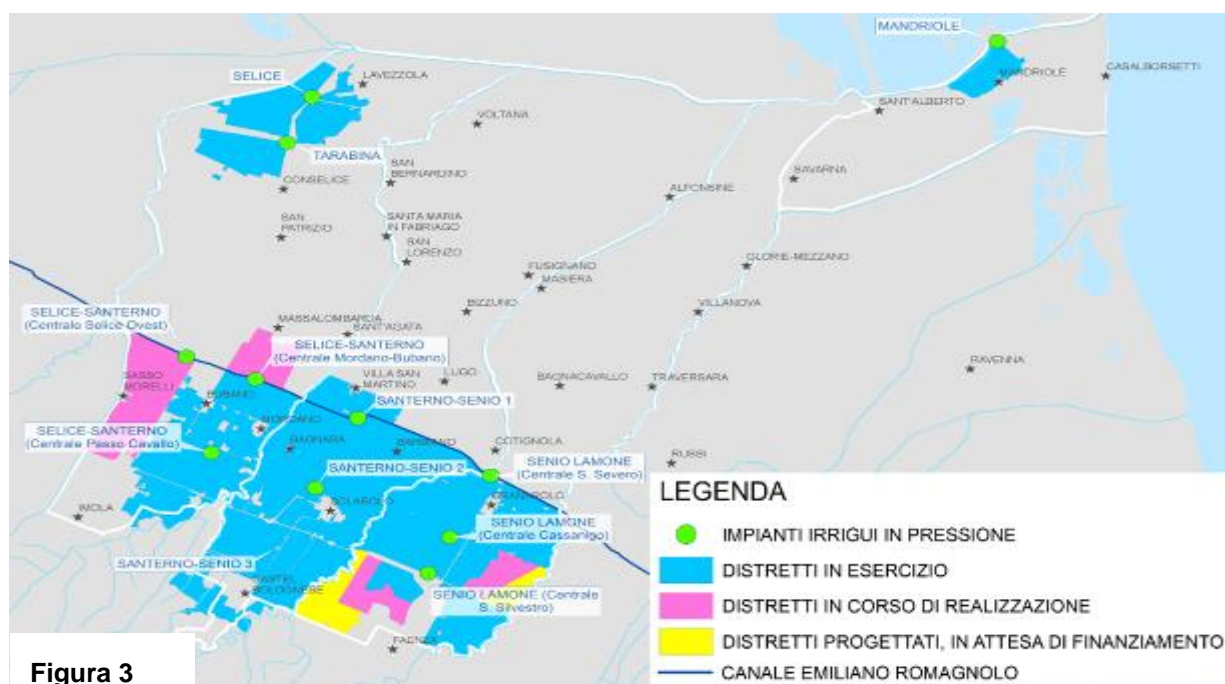 MANDRIOLE
CASALBORSETTI
MANDRIOLE
SELICE
LAVEZZOLA
SANT'ALBERTO
VOLTANA
TARABINA
SAN
BERNARDINO
CONSELICE
SAVARNA
ALFONSINE
SAN
PATRIZIO
SANTA MARIA
IN FABRIAGO
SAN
LORENZO
GLORIE-MEZZANO
FUSIGNANO
MASIERA
SELICE-SANTERNO
(Centrale Selice Ovest)
BIZZUNO
VILLANOVA
MASSALOMBARDA
SANT'AGATA
SELICE-SANTERNO
(Centrale Mordano-Bubano)
RAVENNA
SASSO
MORELLI
VILLA SAN
MARTINO
LUGO
BAGNACAVALLO
TRAVERSARA
BUBANO
SANTERNO-SENIO 1
MORDANO
SELICE-SANTERNO
(Centrale Passo Cavallo)
BAGNARA
BARBIANO
COTIGNOLA
RUSSI
SANTERNO-SENIO 2
SENIO LAMONE
(Centrale S. Severo)
SOLAROLO
GRANAROLO
IMOLA
SENIO LAMONE
(Centrale Cassanigo)
SANTERNO-SENIO 3
CASTEL
BOLOGNESE
SENIO LAMONE (Centrale
S. Silvestro)
FAENZA
LEGENDA
IMPIANTI IRRIGUI IN PRESSIONE
DISTRETTI IN ESERCIZIO
DISTRETTI IN CORSO DI REALIZZAZIONE
DISTRETTI PROGETTATI, IN ATTESA DI FINANZIAMENTO
CANALE EMILIANO ROMAGNOLO
Figura 3